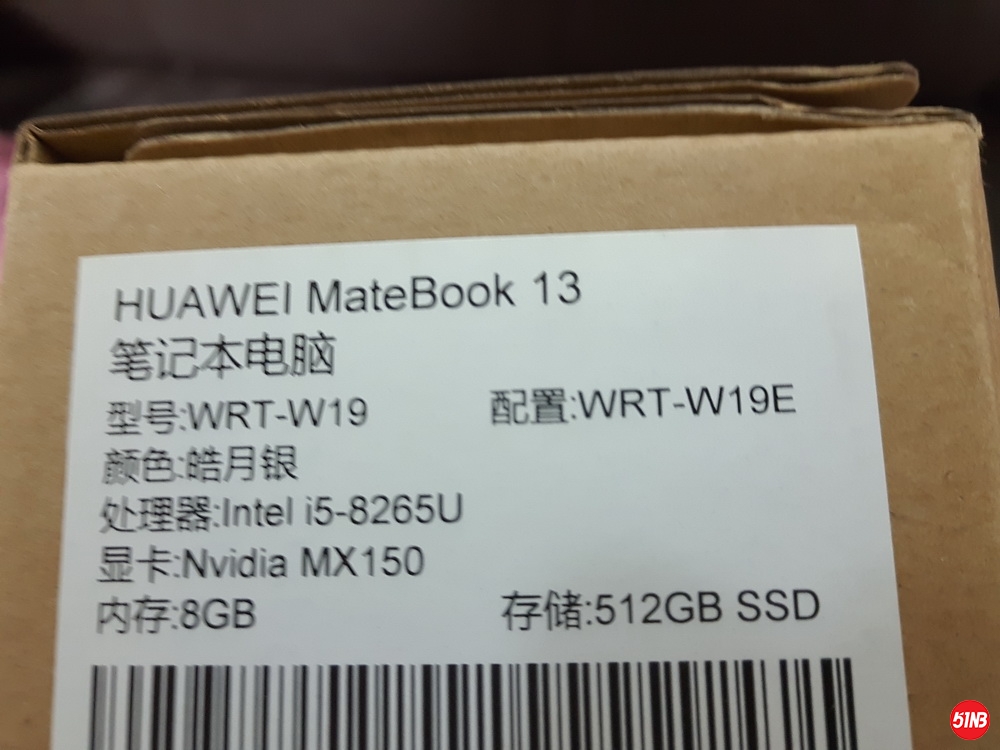 HUAWEI MateBook 13
笔记本电脑
型号:WRT-W19 配置:WRT-W19E
颜色:皓月银
处理器:Intel i5-8265U
显卡:Nvidia MX150
内存:8GB 存储:512GB SSD
51NB